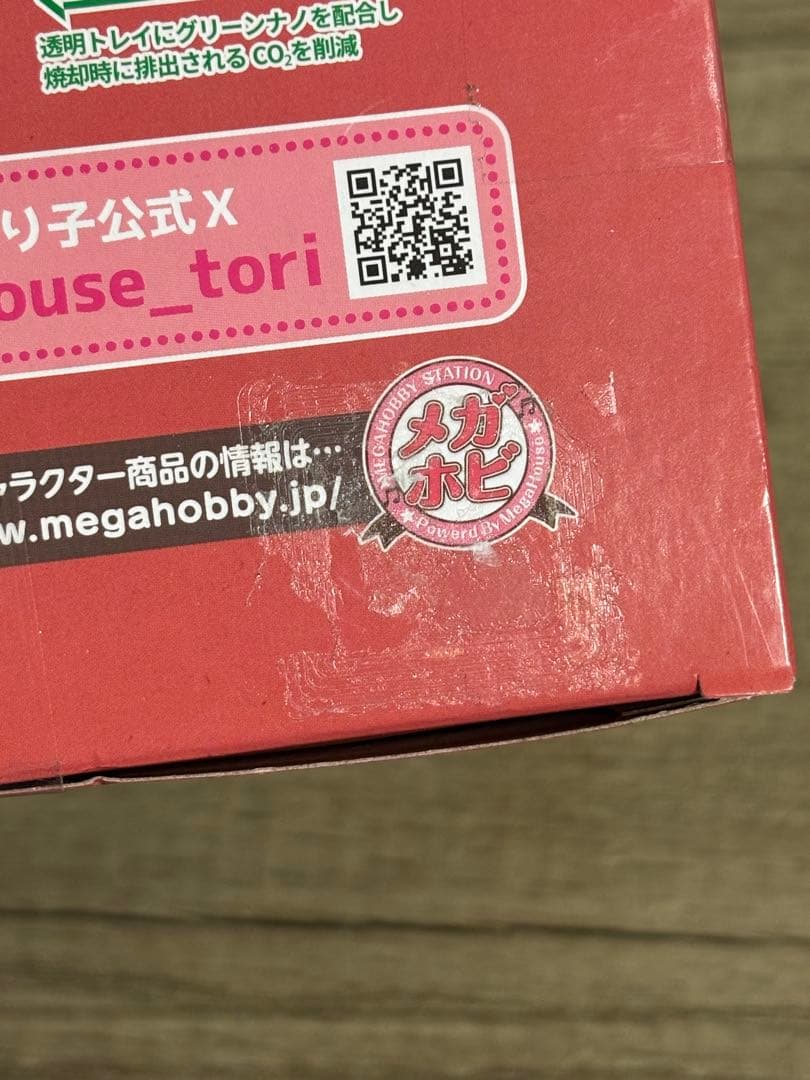 透明トレイにグリーンナノを配合し
焼却時に排出されるCO₂を削減
り子公式X
ouse_tori
ャラクター商品の情報は…
w.megahobby.jp/
MEGAHOBBY STATION
メガ
ホビ
Powerd By MegaHouse